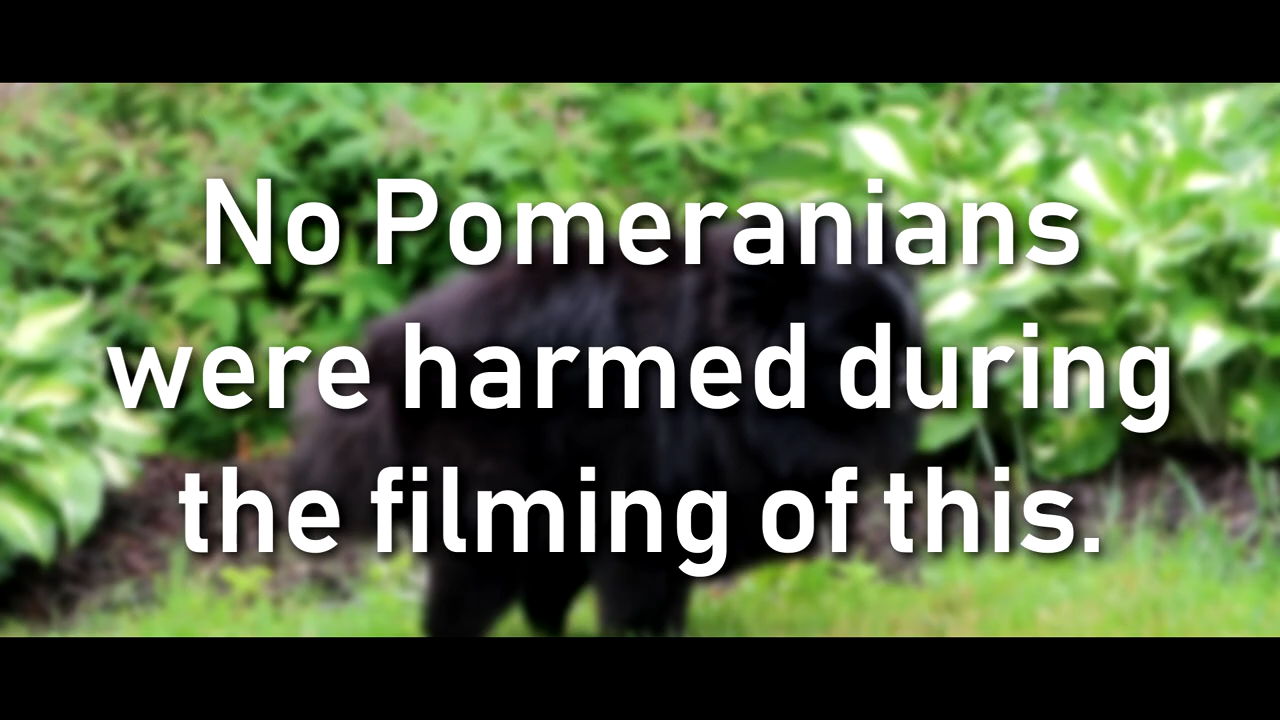 No Pomeranians
were harmed during
the filming of this.